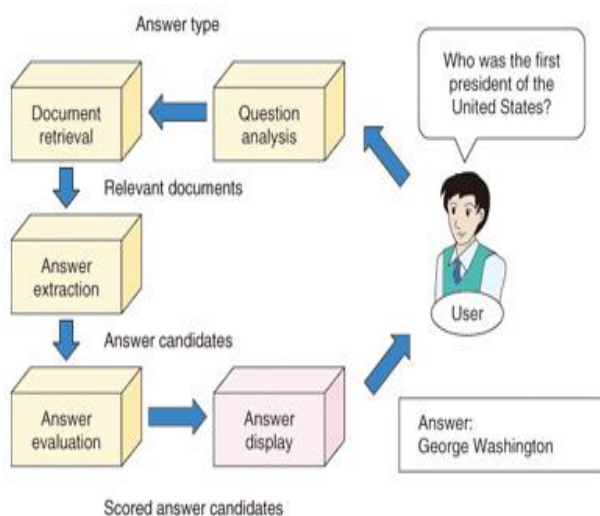 Answer type
Who was the first
president of the
United States?
Document
retrieval
Question
analysis
Relevant documents
Answer
extraction
User
Answer candidates
Answer
evaluation
Answer
display
Answer:
George Washington
Scored answer candidates